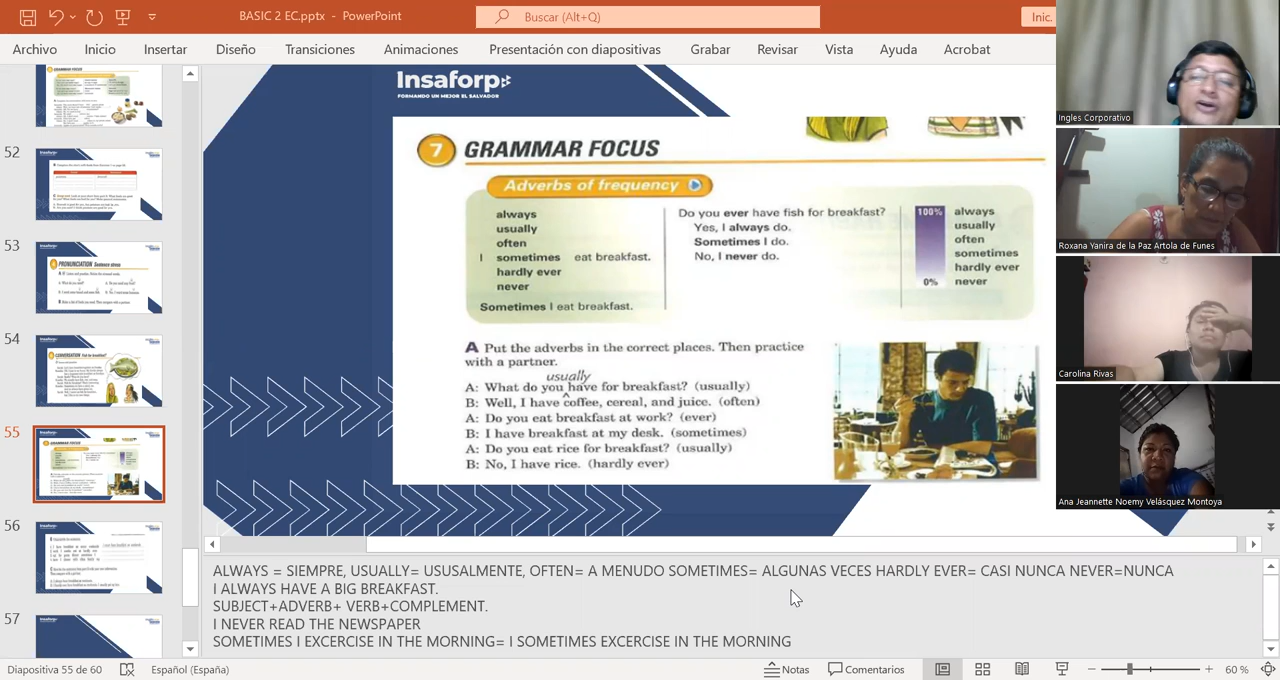 BASIC 2 EC.pptx - PowerPoint
Buscar (Alt+Q)
Inic.
Archivo Inicio Insertar Diseño Transiciones Animaciones Presentación con diapositivas Grabar Revisar Vista Ayuda Acrobat
52
53
54
55
56
57
Insaforp
FORMANDO UN MEJOR EL SALVADOR
7 GRAMMAR FOCUS
Adverbs of frequency
always
usually
often
I sometimes eat breakfast.
hardly ever
never
Sometimes I eat breakfast.
Do you ever have fish for breakfast?
Yes, I always do.
Sometimes I do.
No, I never do.
100% always
usually
often
sometimes
hardly ever
0% never
A Put the adverbs in the correct places. Then practice
with a partner.
usually
A: What do you have for breakfast? (usually)
B: Well, I have coffee, cereal, and juice. (often)
A: Do you eat breakfast at work? (ever)
B: I have breakfast at my desk. (sometimes)
A: Do you eat rice for breakfast? (usually)
B: No, I have rice. (hardly ever)
Ingles Corporativo
Roxana Yanira de la Paz Artola de Funes
Carolina Rivas
Ana Jeannette Noemy Velásquez Montoya
ALWAYS = SIEMPRE, USUALLY= USUSALMENTE, OFTEN= A MENUDO SOMETIMES= ALGUNAS VECES HARDLY EVER= CASI NUNCA NEVER=NUNCA
I ALWAYS HAVE A BIG BREAKFAST.
SUBJECT+ADVERB+ VERB+COMPLEMENT.
I NEVER READ THE NEWSPAPER
SOMETIMES I EXCERCISE IN THE MORNING= I SOMETIMES EXCERCISE IN THE MORNING
Diapositiva 55 de 60 Español (España) Notas Comentarios 60 %